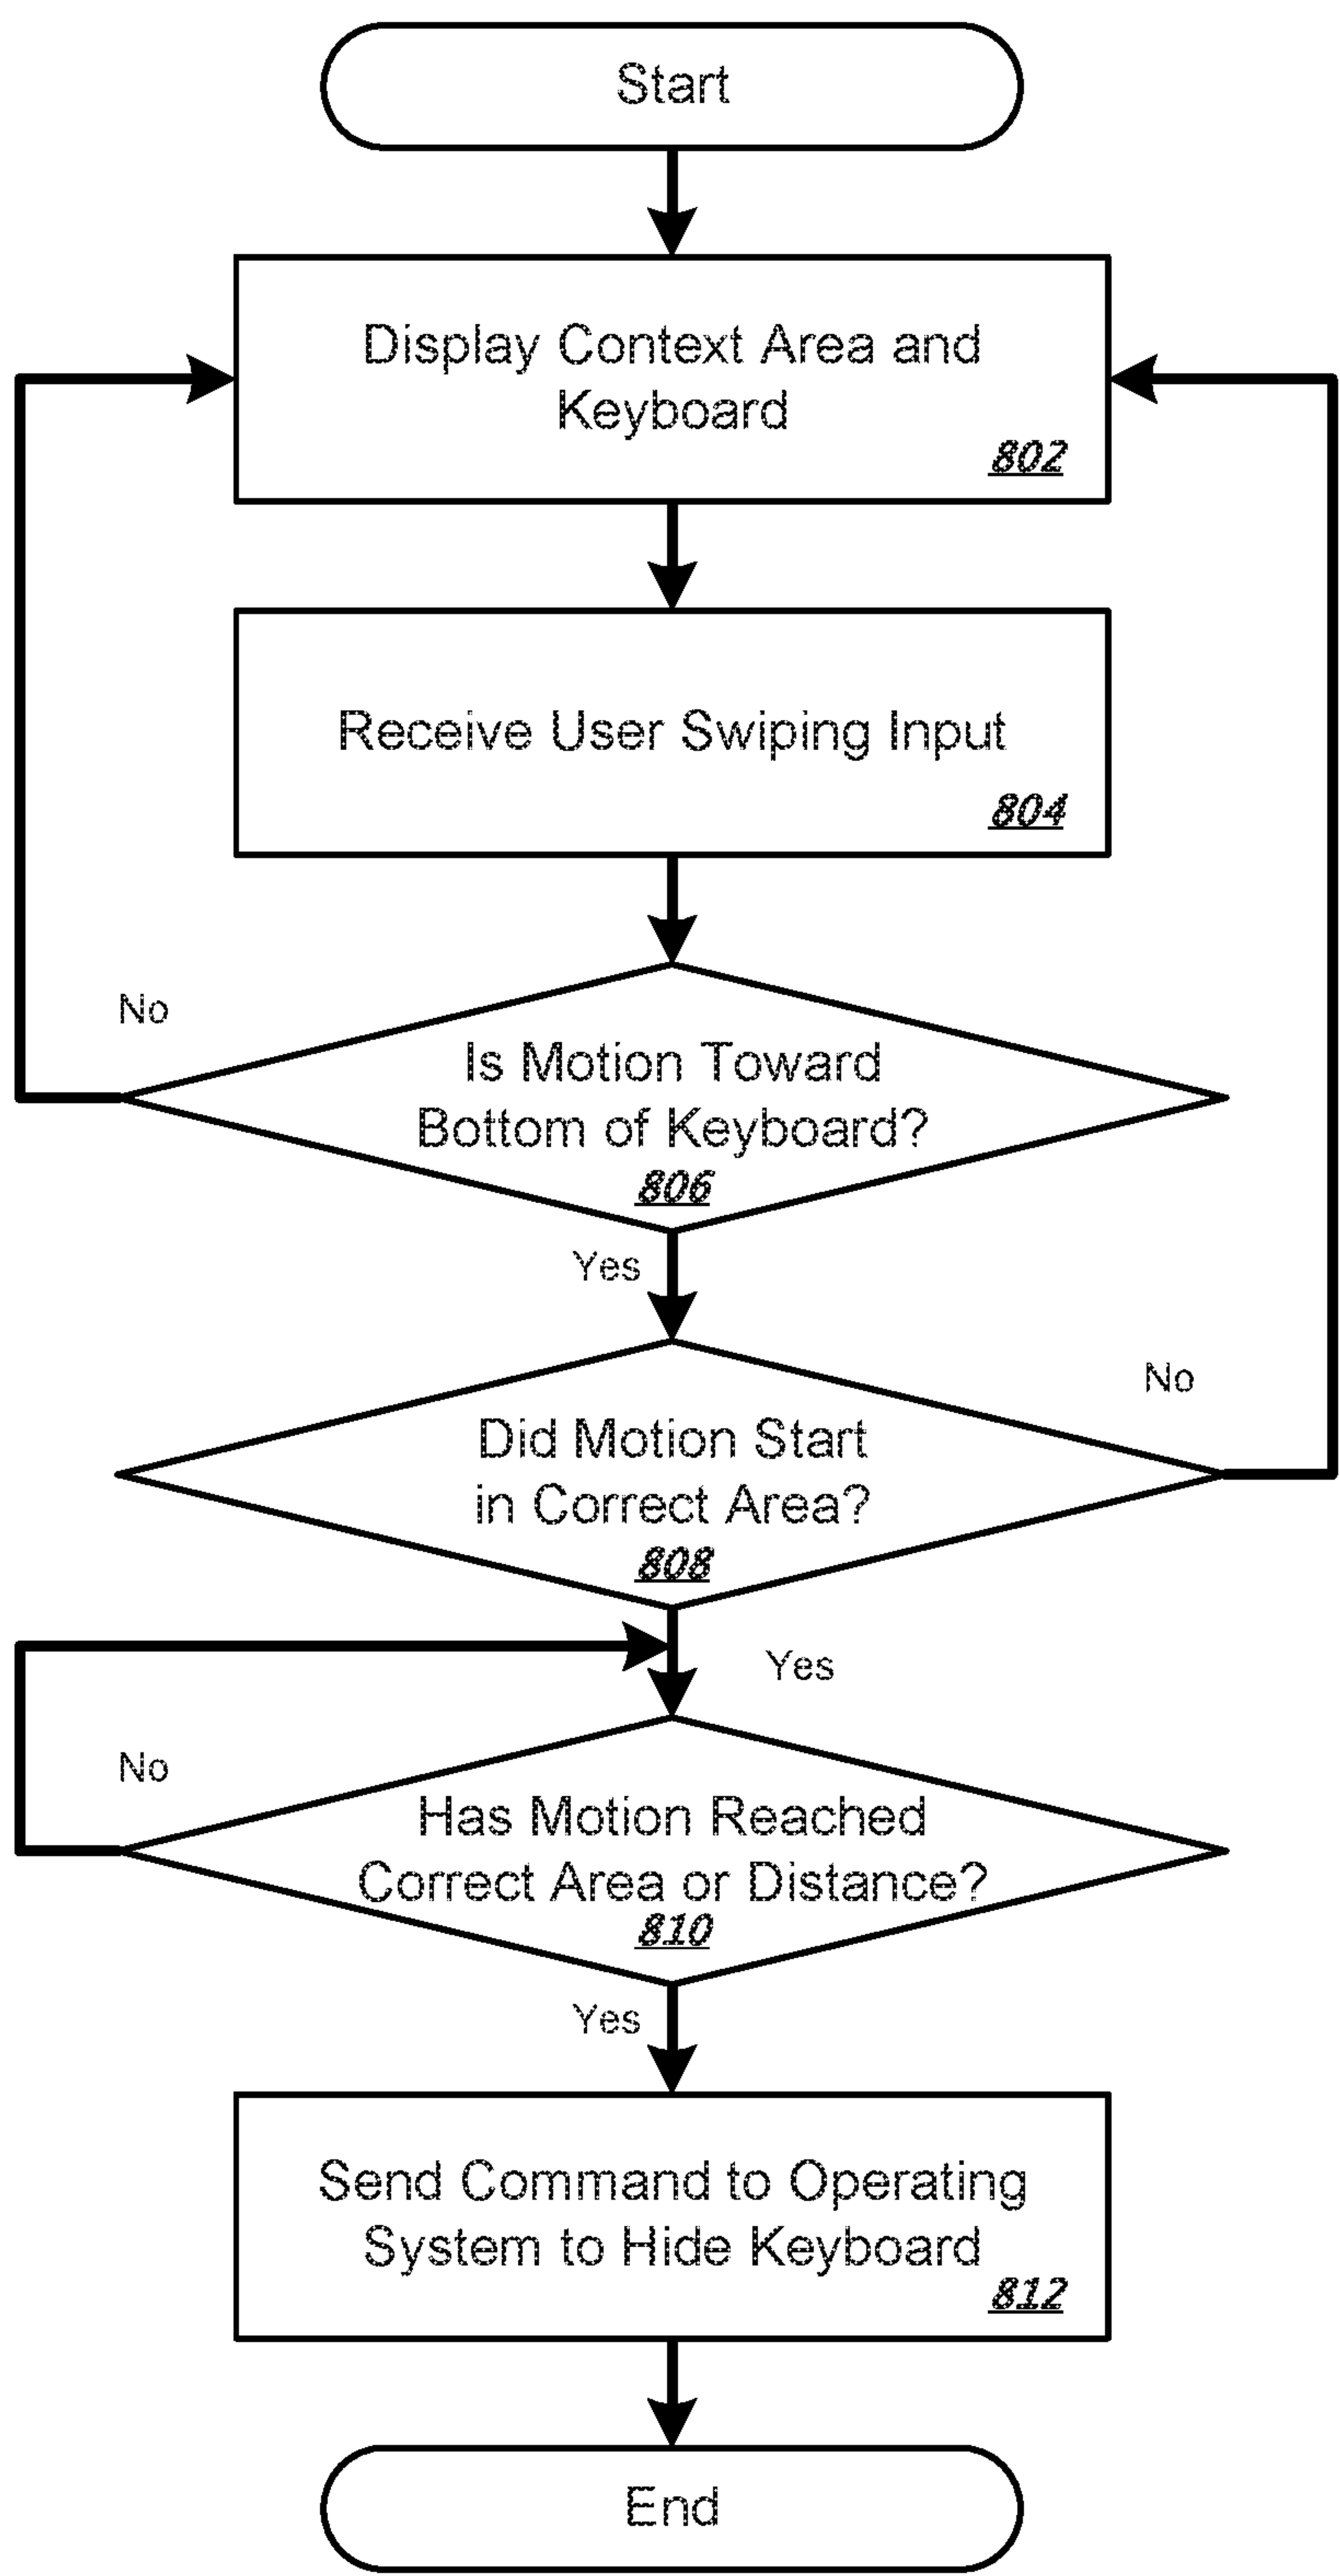 Start
Display Context Area and
Keyboard
802
Receive User Swiping Input
804
No
Is Motion Toward
Bottom of Keyboard?
806
Yes
No
Did Motion Start
in Correct Area?
808
Yes
No
Has Motion Reached
Correct Area or Distance?
810
Yes
Send Command to Operating
System to Hide Keyboard
812
End